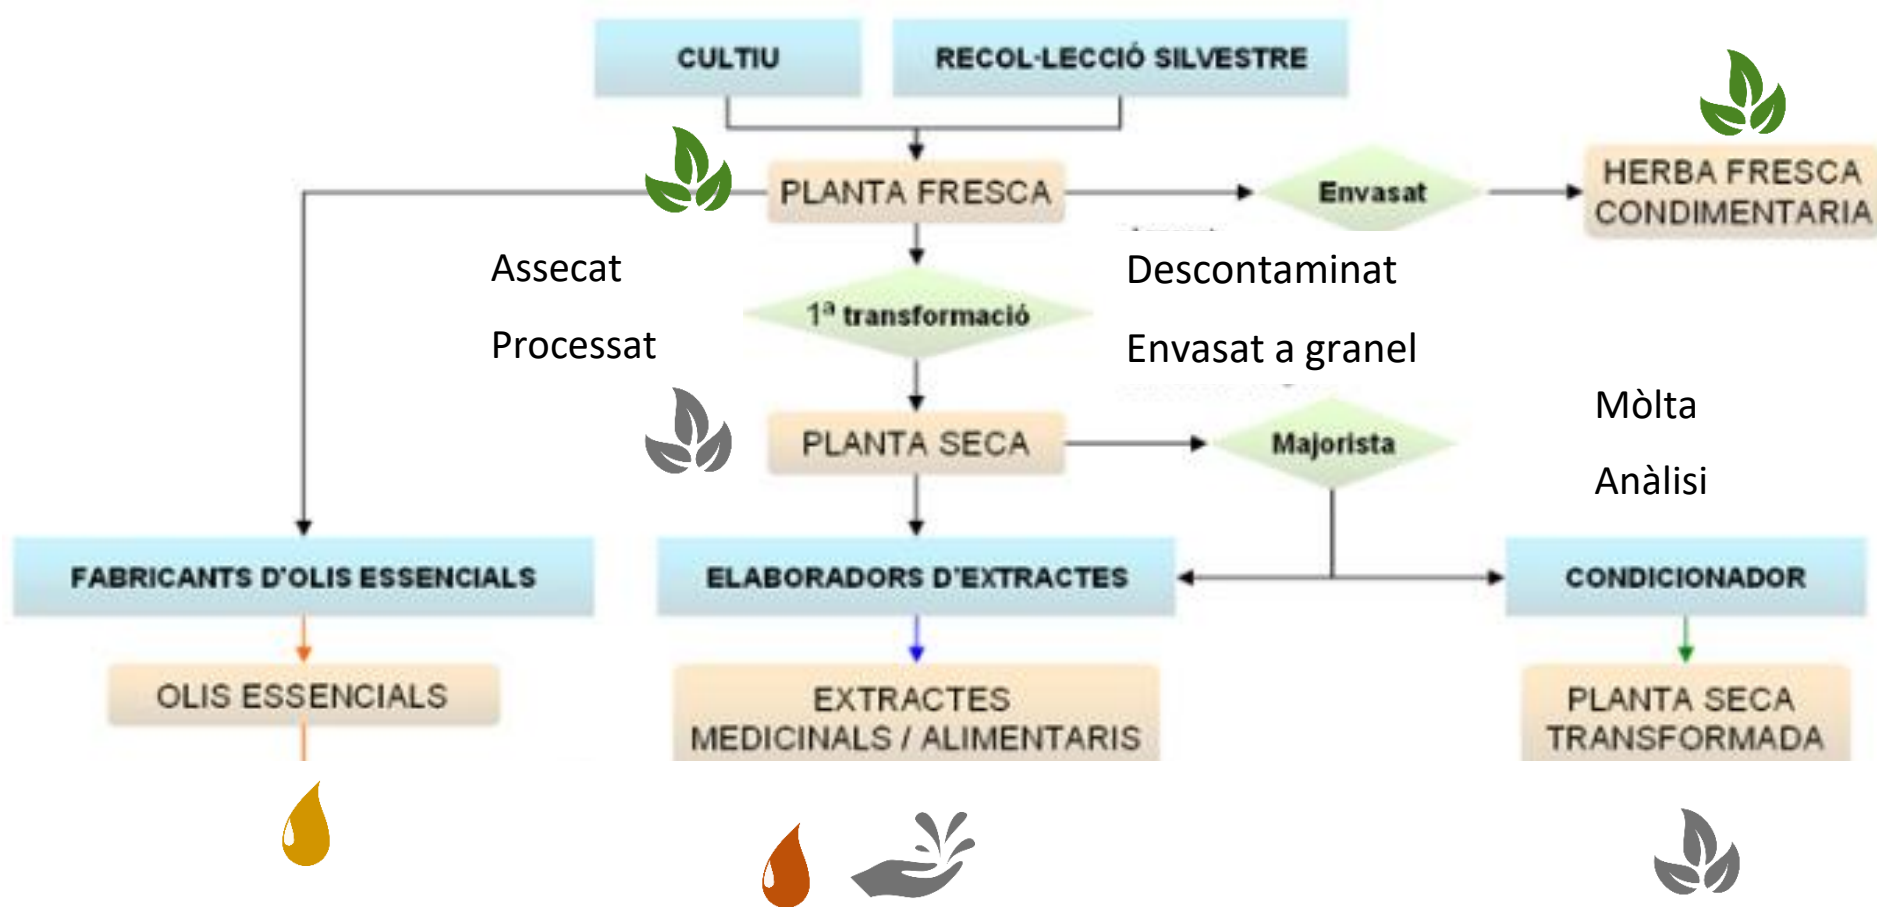 CULTIU
RECOL·LECCIÓ SILVESTRE
PLANTA FRESCA
Envasat
HERBA FRESCA
CONDIMENTARIA
Assecat
Processat
1ª transformació
Descontaminat
Envasat a granel
PLANTA SECA
Majorista
Mòlta
Anàlisi
FABRICANTS D'OLIS ESSENCIALS
ELABORADORS D'EXTRACTES
CONDICIONADOR
OLIS ESSENCIALS
EXTRACTES
MEDICINALS / ALIMENTARIS
PLANTA SECA
TRANSFORMADA